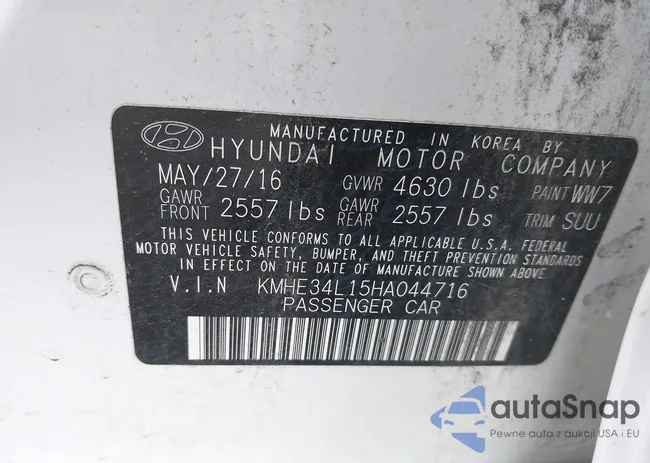 MANUFACTURED IN KOREA BY
HYUNDAI MOTOR COMPANY
MAY/27/16 GVWR 4630 lbs PAINT WW7
GAWR FRONT 2557 lbs GAWR REAR 2557 lbs TRIM SUU
THIS VEHICLE CONFORMS TO ALL APPLICABLE U.S.A. FEDERAL
MOTOR VEHICLE SAFETY, BUMPER, AND THEFT PREVENTION STANDARDS
IN EFFECT ON THE DATE OF MANUFACTURE SHOWN ABOVE.
V.I.N KMHE34L15HA044716
PASSENGER CAR
autaSnap
Pewne auta z aukcji USA i EU